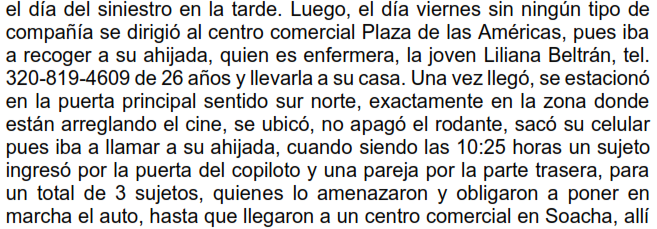 el día del siniestro en la tarde. Luego, el día viernes sin ningún tipo de
compañía se dirigió al centro comercial Plaza de las Américas, pues iba
a recoger a su ahijada, quien es enfermera, la joven Liliana Beltrán, tel.
320-819-4609 de 26 años y llevarla a su casa. Una vez llegó, se estacionó
en la puerta principal sentido sur norte, exactamente en la zona donde
están arreglando el cine, se ubicó, no apagó el rodante, sacó su celular
pues iba a llamar a su ahijada, cuando siendo las 10:25 horas un sujeto
ingresó por la puerta del copiloto y una pareja por la parte trasera, para
un total de 3 sujetos, quienes lo amenazaron y obligaron a poner en
marcha el auto, hasta que llegaron a un centro comercial en Soacha, allí